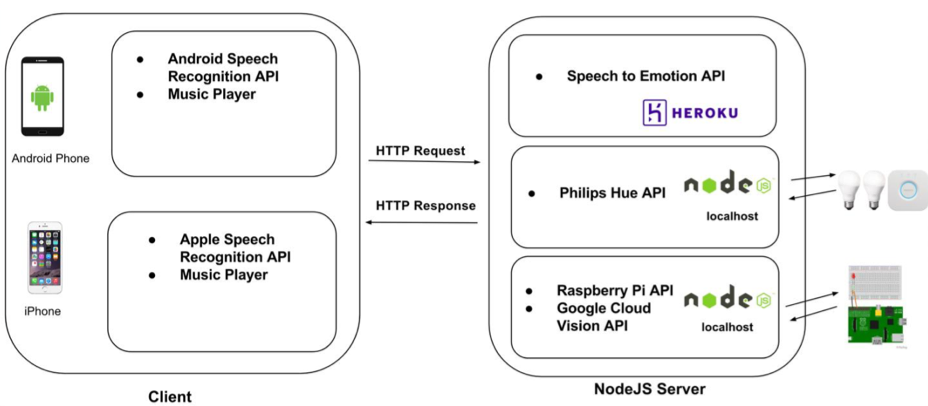 Android Speech
Recognition API
Music Player
Android Phone
Apple Speech
Recognition API
Music Player
iPhone
Client
HTTP Request
HTTP Response
Speech to Emotion API
HEROKU
Philips Hue API
node JS
localhost
Raspberry Pi API
Google Cloud
Vision API
node JS
localhost
NodeJS Server